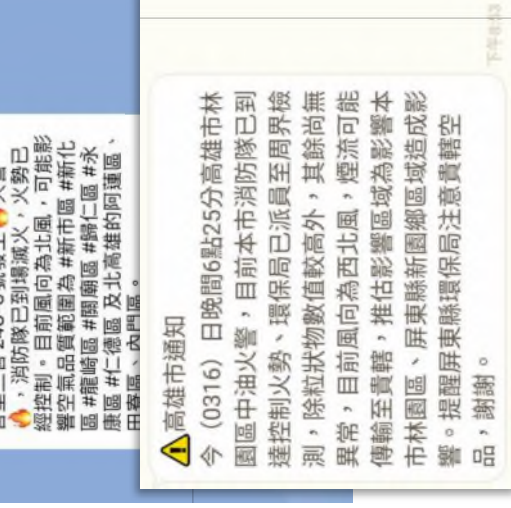 🔥，消防隊已到場滅火，火勢已
經控制。目前風向為北風，可能影
響空氣品質範圍為 #新市區 #新化
區 #龍崎區 #關廟區 #歸仁區 #永
康區 #仁德區 及北高雄的阿蓮區、
田寮區、內門區。
⚠️高雄市通知
今（0316）日晚間6點25分高雄市林
園區中油火警，目前本市消防隊已到
達控制火勢、環保局已派員至周界檢
測，除粒狀物數值較高外，其餘尚無
異常，目前風向為西北風，煙流可能
傳輸至貴轄，推估影響區域為影響本
市林園區、屏東縣新園鄉區域造成影
響。提醒屏東縣環保局注意貴轄空
品，謝謝。
下午8:53